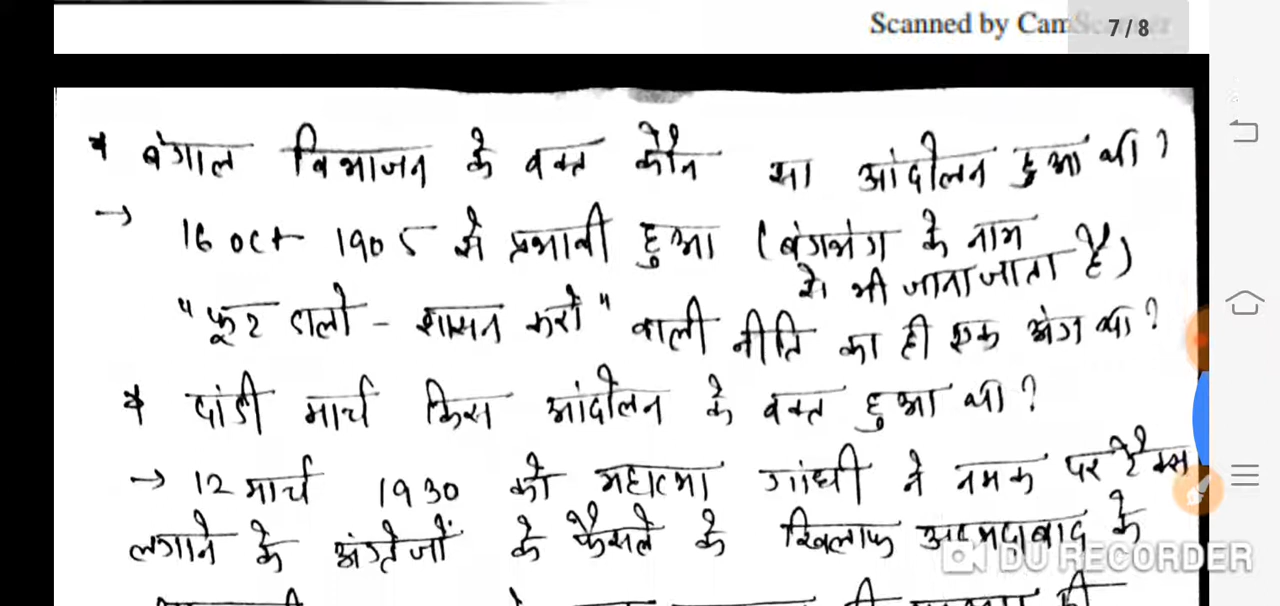 Scanned by CamScanner
7/8
* बंगाल विभाजन के वक्त कौन सा आंदोलन हुआ थी?
→ 16 oct 1905 से प्रभावी हुआ (बंगभंग के नाम
से भी जाना जाता है)
"फूट डालो - शासन करो" वाली नीति का ही एक अंग थी?
* दांडी मार्च किस आंदोलन के वक्त हुआ थी?
→ 12 मार्च 1930 को महात्मा गांधी ने नमक पर टैक्स
लगाने के अंग्रेजों के फैसले के खिलाफ अहमदाबाद के
DU RECORDER